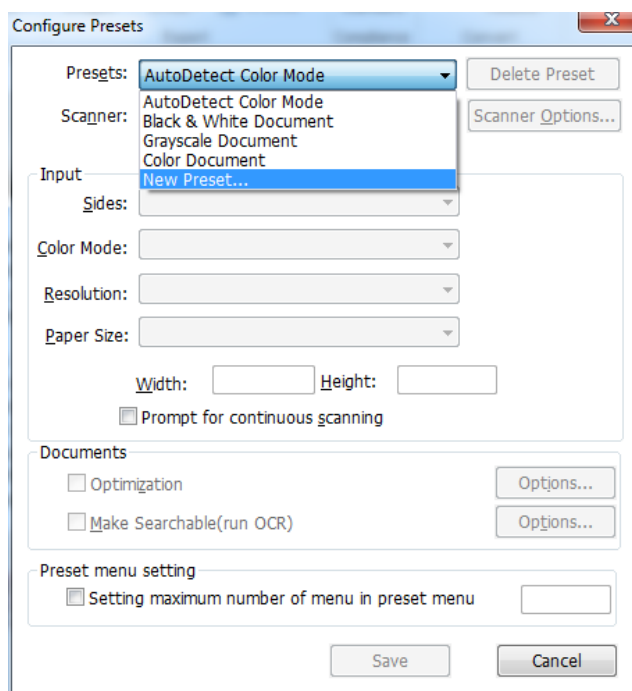 Configure Presets
Presets: AutoDetect Color Mode Delete Preset
AutoDetect Color Mode
Scanner: Black & White Document Scanner Options...
Grayscale Document
Color Document
New Preset...
Input
Sides:
Color Mode:
Resolution:
Paper Size:
Width: Height:
Prompt for continuous scanning
Documents
Optimization Options...
Make Searchable(run OCR) Options...
Preset menu setting
Setting maximum number of menu in preset menu
Save Cancel